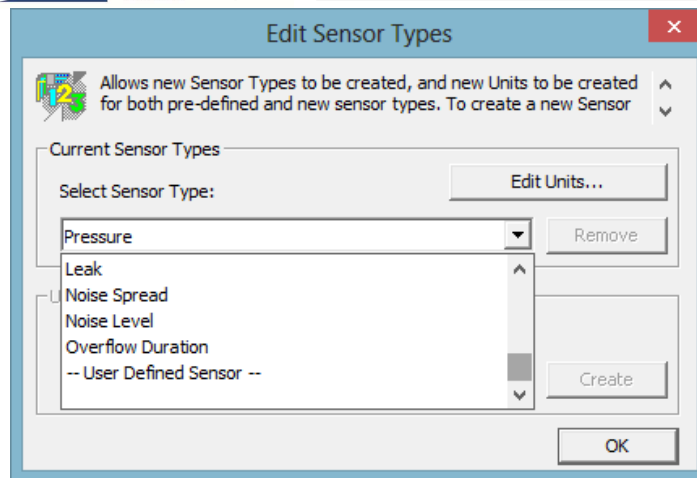 Edit Sensor Types
Allows new Sensor Types to be created, and new Units to be created
for both pre-defined and new sensor types. To create a new Sensor
Current Sensor Types
Select Sensor Type:
Edit Units...
Pressure
Remove
Leak
Noise Spread
Noise Level
Overflow Duration
-- User Defined Sensor --
Create
OK